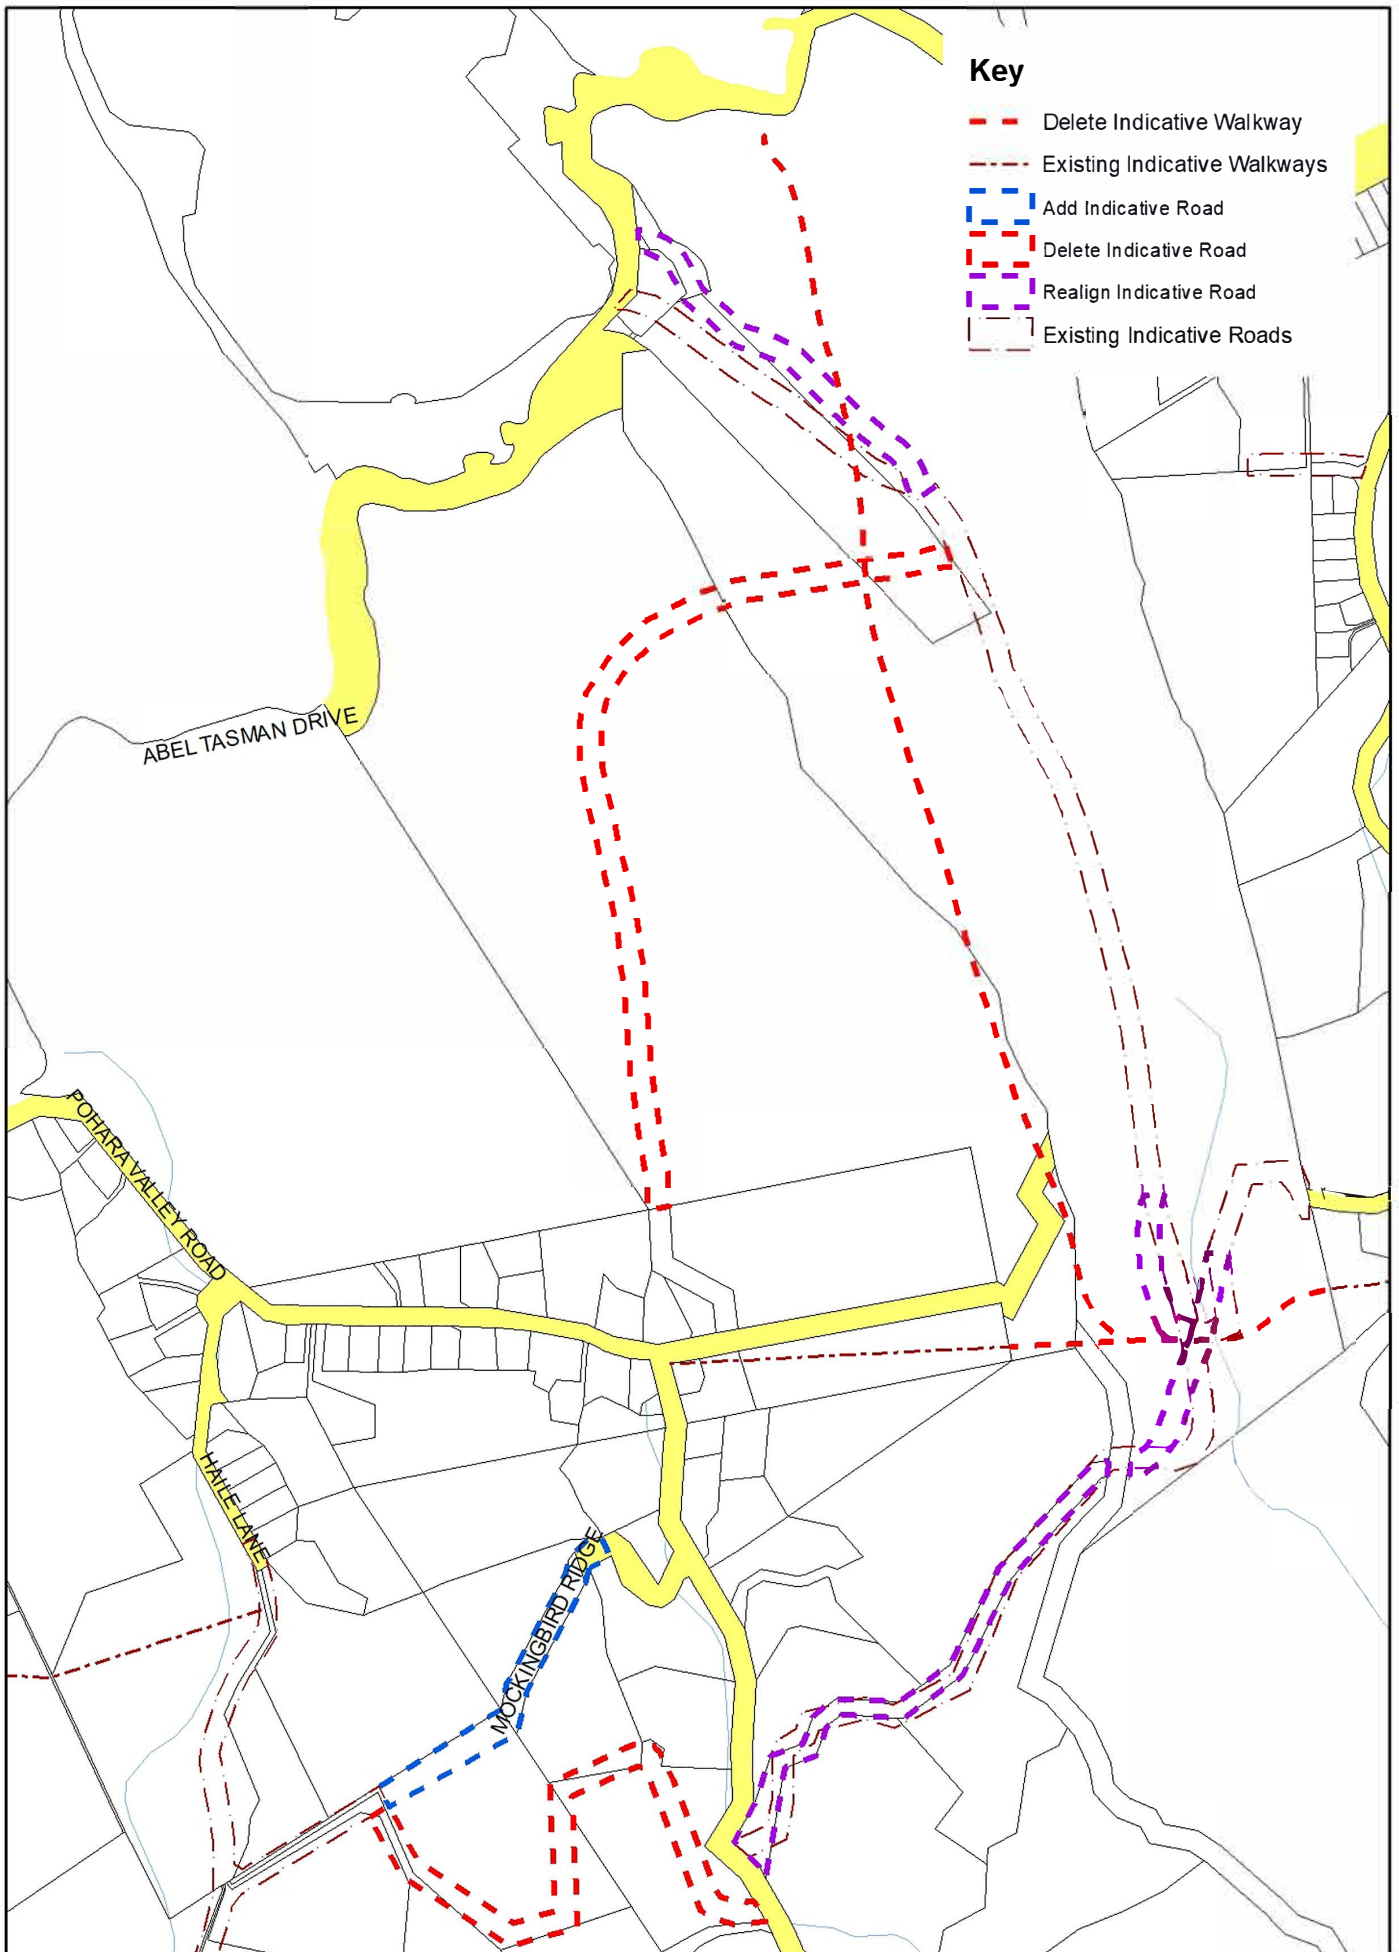 Key
Delete Indicative Walkway
Existing Indicative Walkways
Add Indicative Road
Delete Indicative Road
Realign Indicative Road
Existing Indicative Roads
ABEL TASMAN DRIVE
POHARA VALLEY ROAD
HAILE LANE
MOCKINGBIRD RIDGE